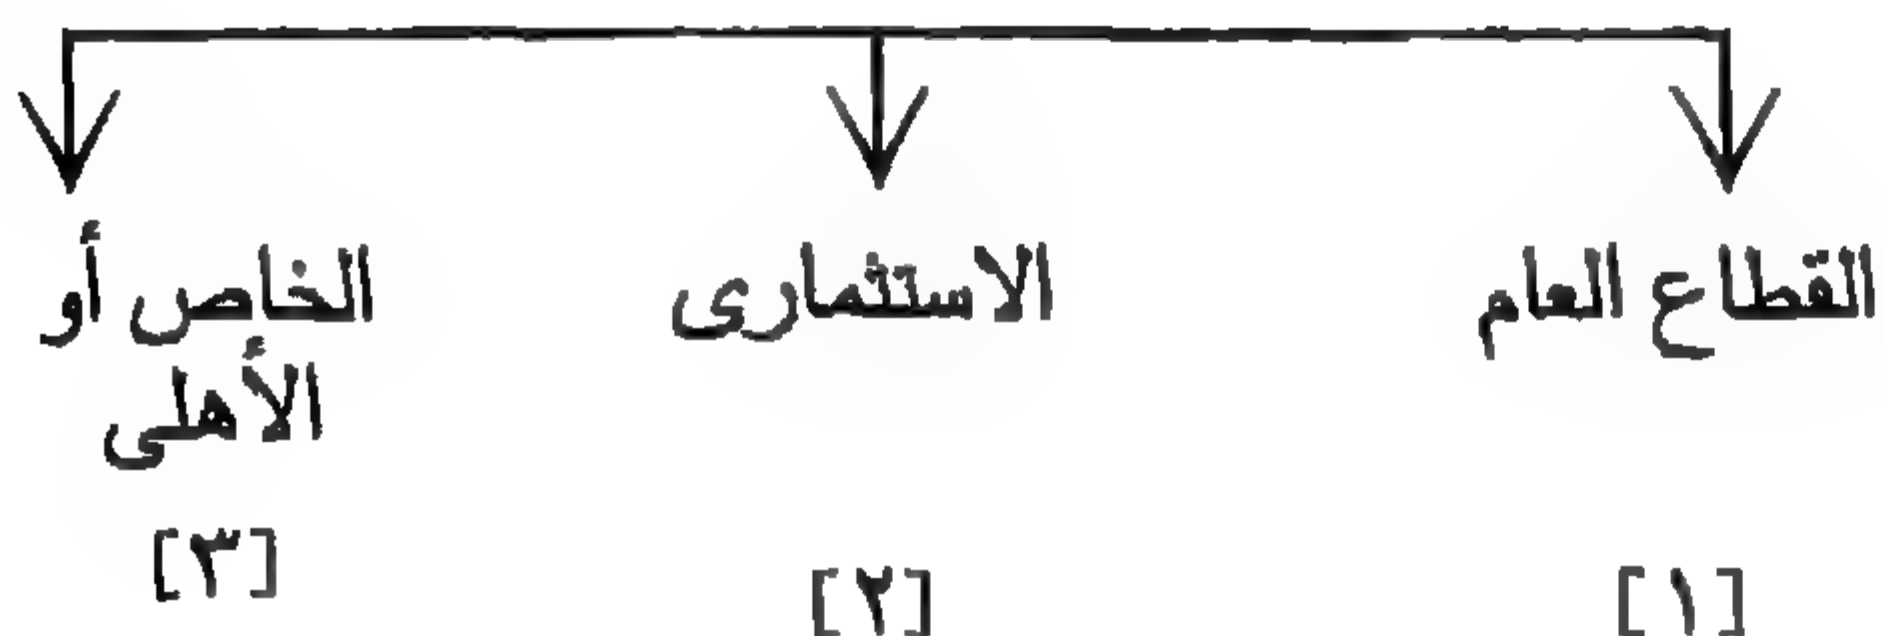 القطاع العام
الاستثمارى
الخاص أو
الأهلى
[١]
[٢]
[٣]